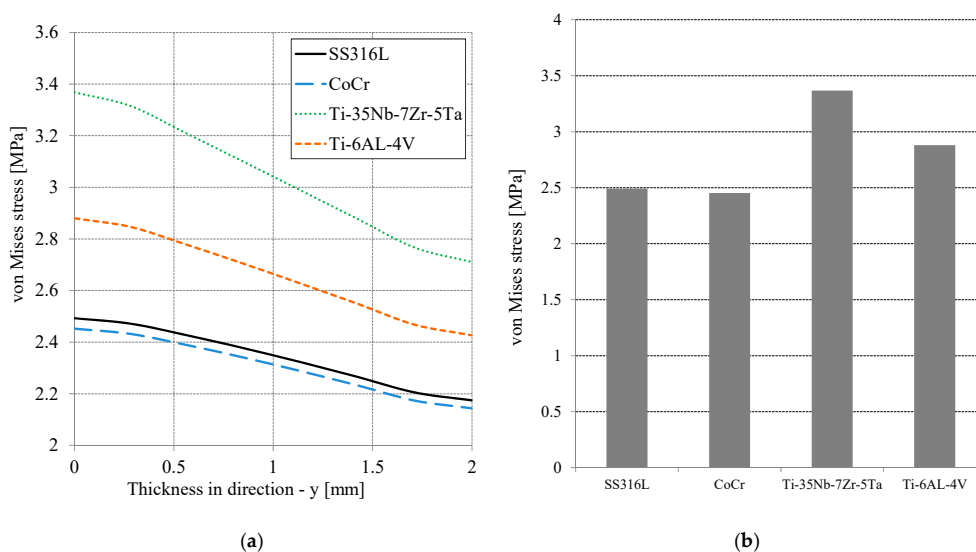 3.6
3.4
3.2
3
2.8
2.6
2.4
2.2
2
von Mises stress [MPa]
SS316L
CoCr
Ti-35Nb-7Zr-5Ta
Ti-6AL-4V
0
0.5
1
1.5
2
Thickness in direction - y [mm]
(a)
4
3.5
3
2.5
2
1.5
1
0.5
0
von Mises stress [MPa]
SS316L
CoCr
Ti-35Nb-7Zr-5Ta
Ti-6AL-4V
(b)